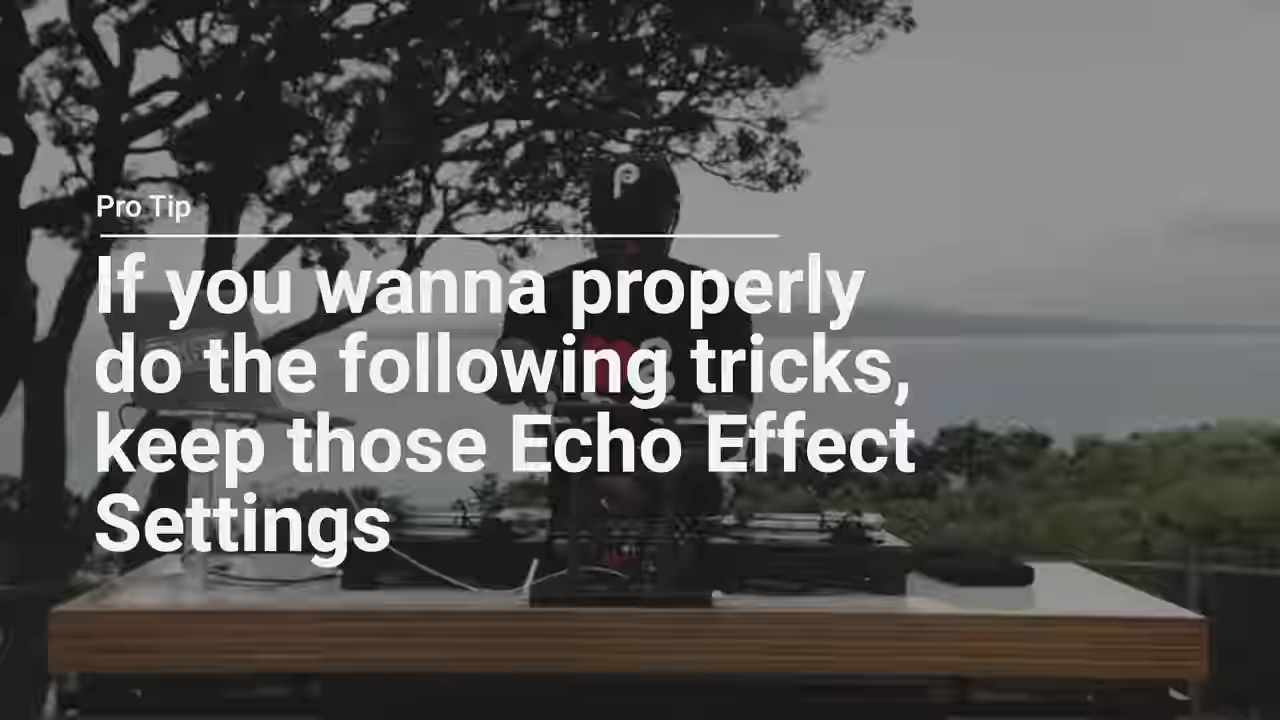 Pro Tip
If you wanna properly
do the following tricks,
keep those Echo Effect
Settings